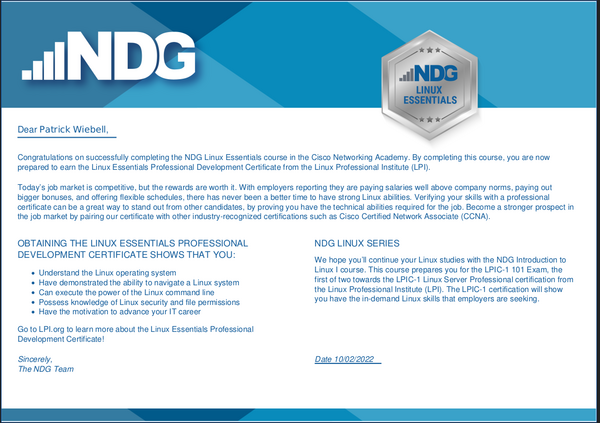 NDG
NDG
LINUX
ESSENTIALS
Dear Patrick Wiebell,
Congratulations on successfully completing the NDG Linux Essentials course in the Cisco Networking Academy. By completing this course, you are now
prepared to earn the Linux Essentials Professional Development Certificate from the Linux Professional Institute (LPI).
Today's job market is competitive, but the rewards are worth it. With employers reporting they are paying salaries well above company norms, paying out
bigger bonuses, and offering flexible schedules, there has never been a better time to have strong Linux abilities. Verifying your skills with a professional
certificate can be a great way to stand out from other candidates, by proving you have the technical abilities required for the job. Become a stronger prospect in
the job market by pairing our certificate with other industry-recognized certifications such as Cisco Certified Network Associate (CCNA).
OBTAINING THE LINUX ESSENTIALS PROFESSIONAL
DEVELOPMENT CERTIFICATE SHOWS THAT YOU:
• Understand the Linux operating system
• Have demonstrated the ability to navigate a Linux system
• Can execute the power of the Linux command line
• Possess knowledge of Linux security and file permissions
• Have the motivation to advance your IT career
Go to LPI.org to learn more about the Linux Essentials Professional
Development Certificate!
Sincerely,
The NDG Team
NDG LINUX SERIES
We hope you'll continue your Linux studies with the NDG Introduction to
Linux I course. This course prepares you for the LPIC-1 101 Exam, the
first of two towards the LPIC-1 Linux Server Professional certification from
the Linux Professional Institute (LPI). The LPIC-1 certification will show
you have the in-demand Linux skills that employers are seeking.
Date 10/02/2022